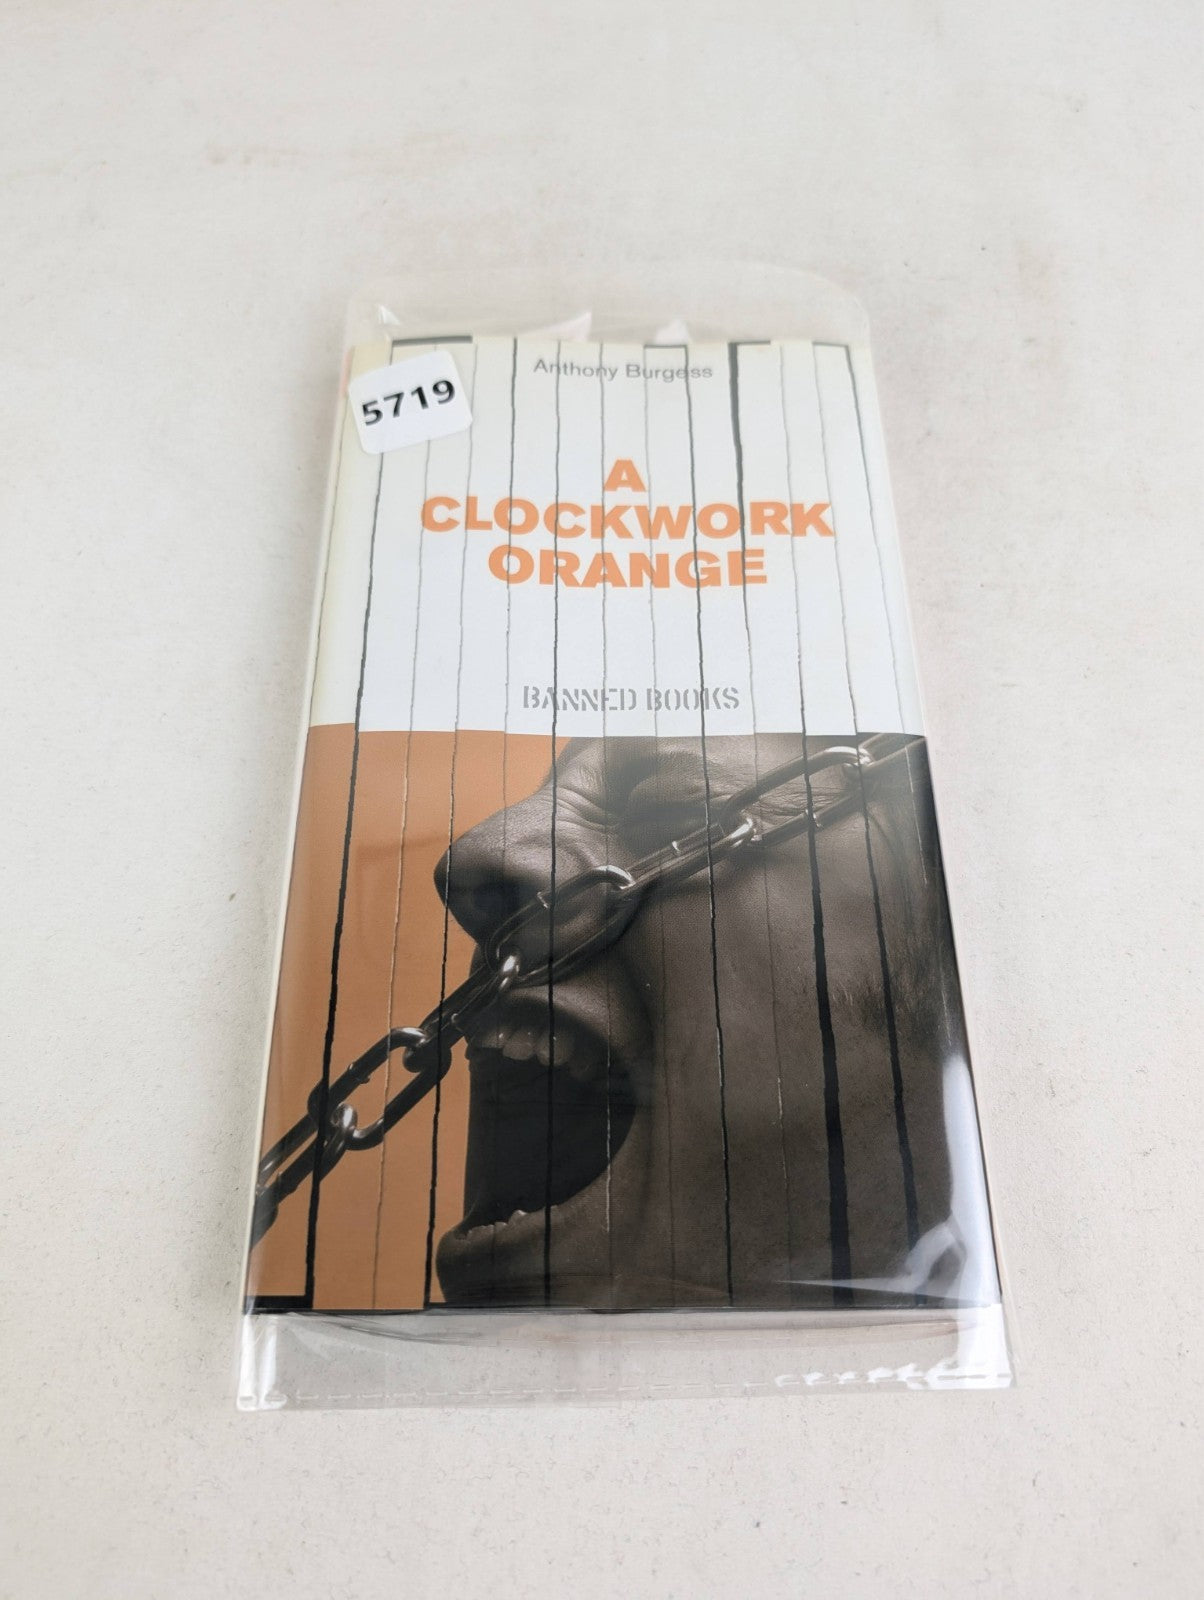 Anthony Burgess
5719
A
CLOCKWORK
ORANGE
BANNED BOOKS